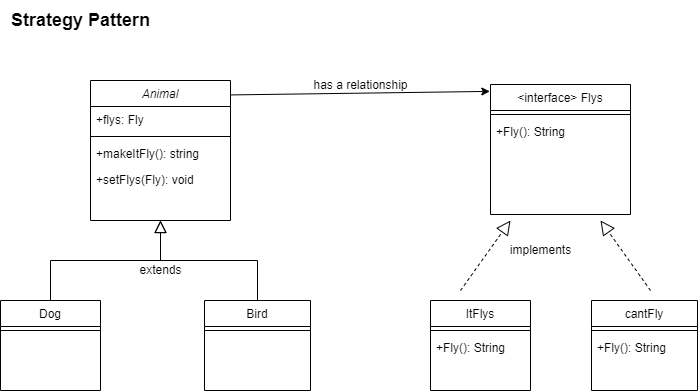 Strategy Pattern
Animal
+flys: Fly
+makeItFly(): string
+setFlys(Fly): void
has a relationship
<interface> Flys
+Fly(): String
extends
implements
Dog
Bird
ItFlys
+Fly(): String
cantFly
+Fly(): String